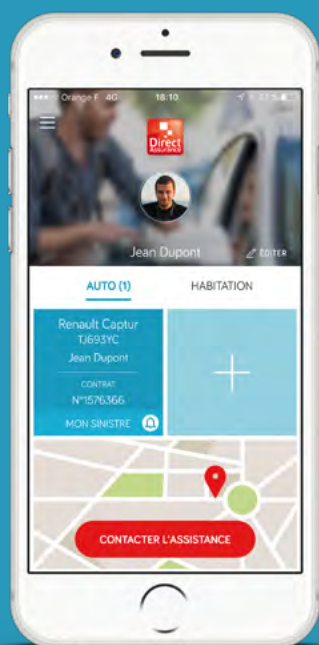 Orange F 4G 16:10
Direct
Assurance
Jean Dupont
ÉDITER
AUTO (1)
HABITATION
Renault Captur
TJ693YC
Jean Dupont
CONTRAT
N°1576366
MON SINISTRE
CONTACTER L'ASSISTANCE